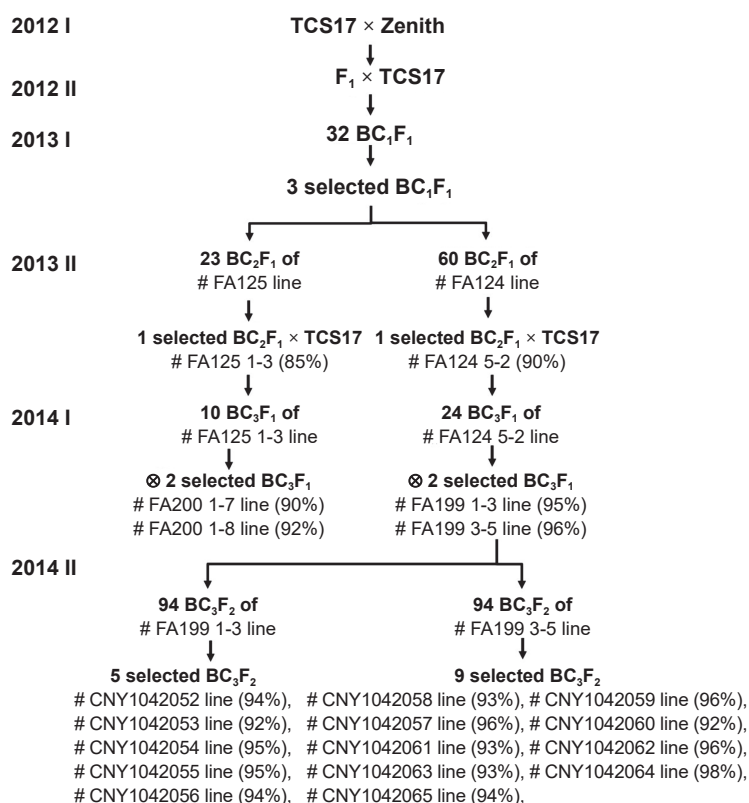 2012 I
TCS17 × Zenith
2012 II
F₁ × TCS17
2013 I
32 BC₁F₁
3 selected BC₁F₁
2013 II
23 BC₂F₁ of
# FA125 line
60 BC₂F₁ of
# FA124 line
1 selected BC₂F₁ × TCS17
# FA125 1-3 (85%)
1 selected BC₂F₁ × TCS17
# FA124 5-2 (90%)
2014 I
10 BC₃F₁ of
# FA125 1-3 line
24 BC₃F₁ of
# FA124 5-2 line
⊗ 2 selected BC₃F₁
# FA200 1-7 line (90%)
# FA200 1-8 line (92%)
⊗ 2 selected BC₃F₁
# FA199 1-3 line (95%)
# FA199 3-5 line (96%)
2014 II
94 BC₃F₂ of
# FA199 1-3 line
94 BC₃F₂ of
# FA199 3-5 line
5 selected BC₃F₂
# CNY1042052 line (94%),
# CNY1042053 line (92%),
# CNY1042054 line (95%),
# CNY1042055 line (95%),
# CNY1042056 line (94%),
9 selected BC₃F₂
# CNY1042058 line (93%), # CNY1042059 line (96%),
# CNY1042057 line (96%), # CNY1042060 line (92%),
# CNY1042061 line (93%), # CNY1042062 line (96%),
# CNY1042063 line (93%), # CNY1042064 line (98%),
# CNY1042065 line (94%),